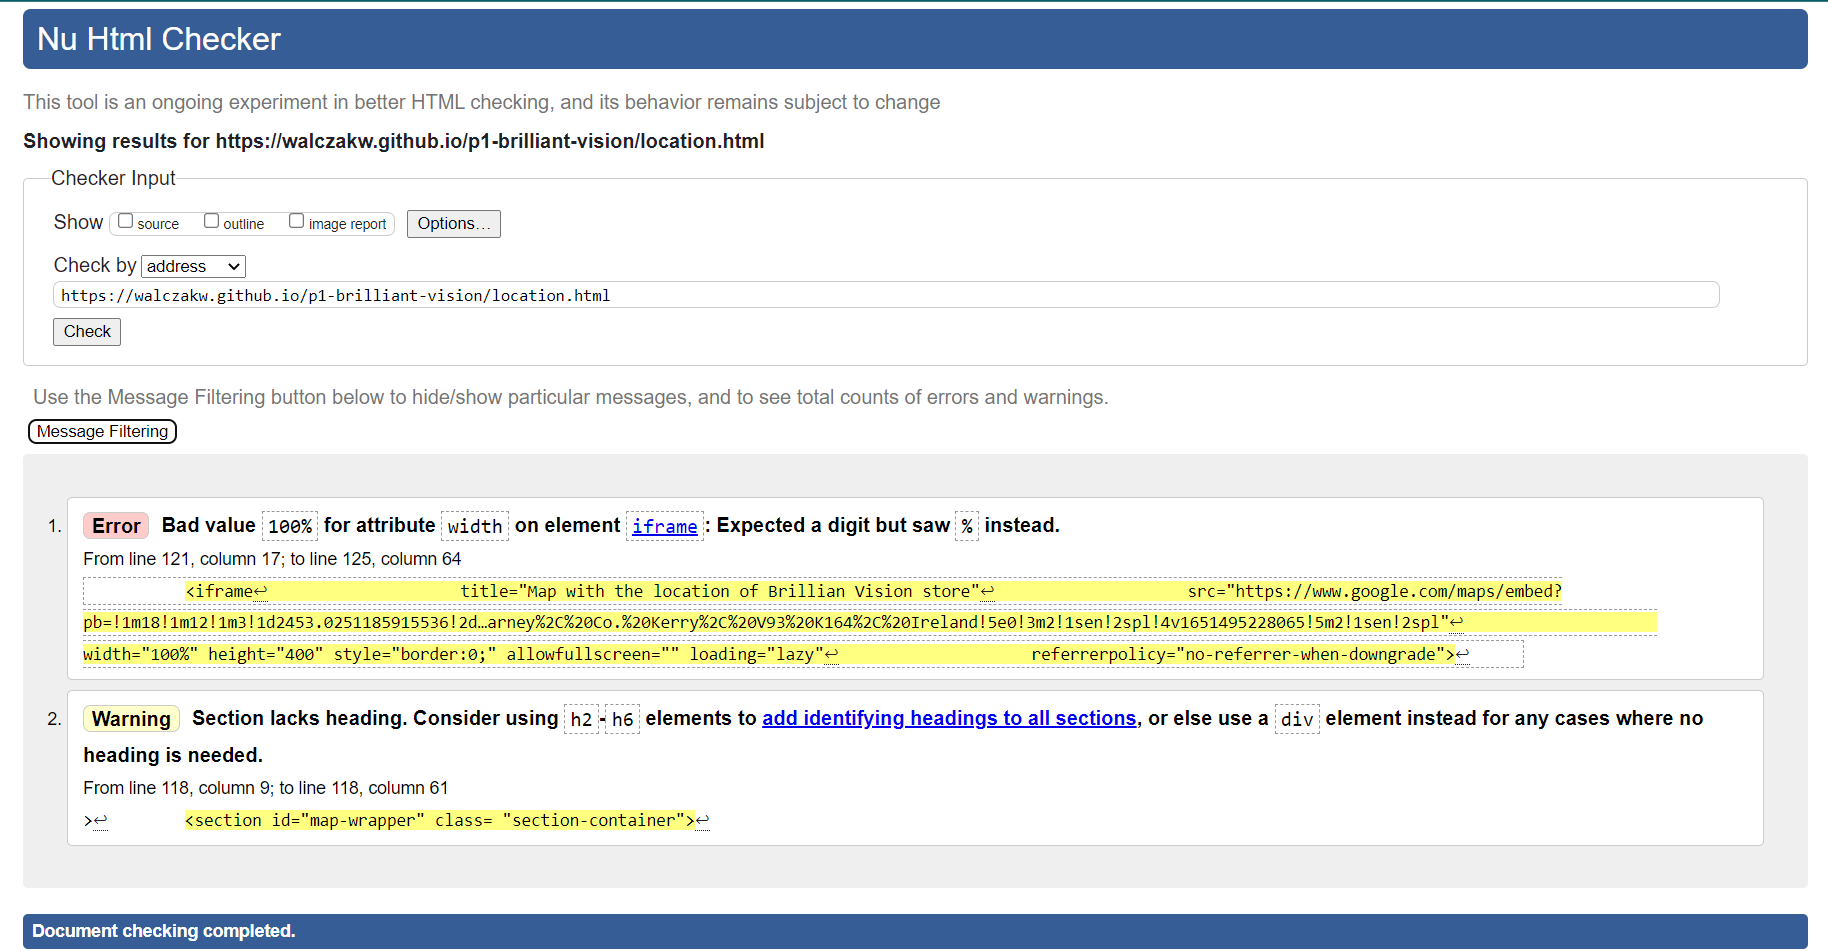 Nu Html Checker
This tool is an ongoing experiment in better HTML checking, and its behavior remains subject to change
Showing results for https://walczakw.github.io/p1-brilliant-vision/location.html
Checker Input
Show source outline image report Options...
Check by address
https://walczakw.github.io/p1-brilliant-vision/location.html
Check
Use the Message Filtering button below to hide/show particular messages, and to see total counts of errors and warnings.
Message Filtering
1. Error Bad value 100% for attribute width on element iframe: Expected a digit but saw % instead.
From line 121, column 17; to line 125, column 64
<iframe↩ title="Map with the location of Brillian Vision store"↩ src="https://www.google.com/maps/embed?
pb=!1m18!1m12!1m3!1d2453.0251185915536!2d…arney%2C%20Co.%20Kerry%2C%20V93%20K164%2C%20Ireland!5e0!3m2!1sen!2spl!4v1651495228065!5m2!1sen!2spl"↩
width="100%" height="400" style="border:0;" allowfullscreen="" loading="lazy"↩ referrerpolicy="no-referrer-when-downgrade">↩
2. Warning Section lacks heading. Consider using h2-h6 elements to add identifying headings to all sections, or else use a div element instead for any cases where no
heading is needed.
From line 118, column 9; to line 118, column 61
>↩ <section id="map-wrapper" class= "section-container">↩
Document checking completed.